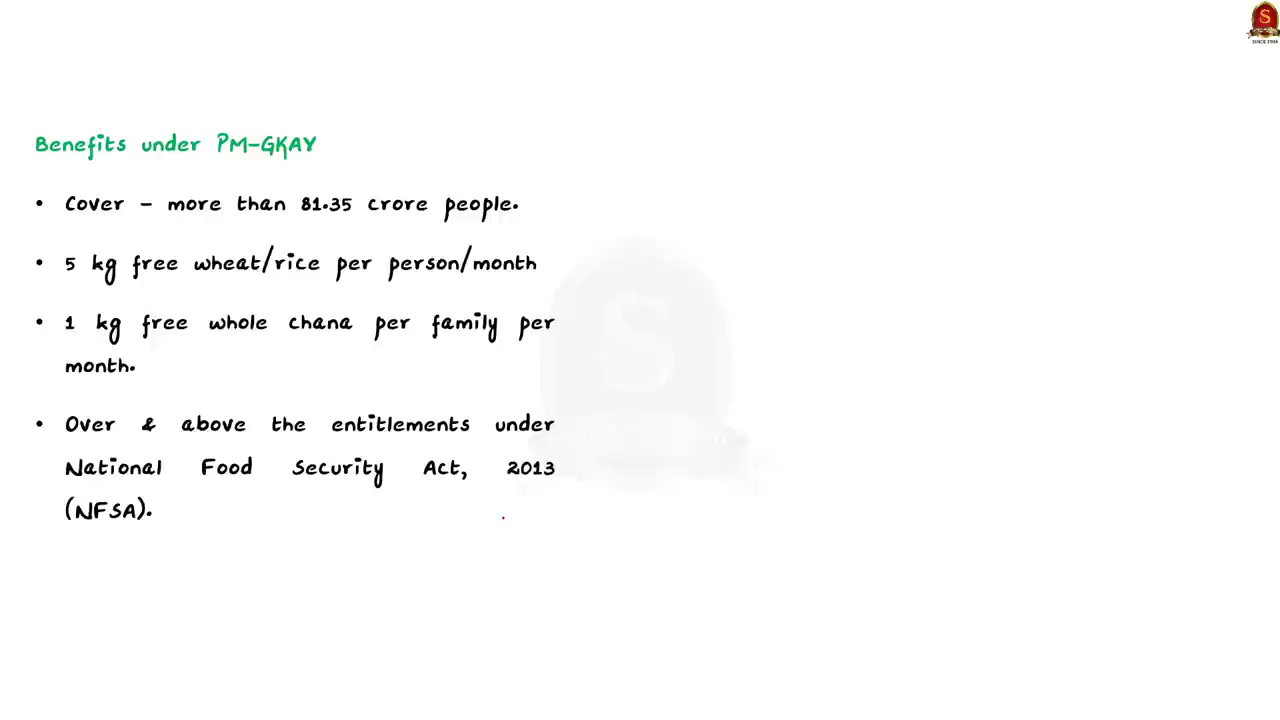 S
SINCE 2004
Benefits under PM-GKAY
• Cover - more than 81.35 crore people.
• 5 kg free wheat/rice per person/month
• 1 kg free whole chana per family per
month.
• Over & above the entitlements under
National Food Security Act, 2013
(NFSA).
S